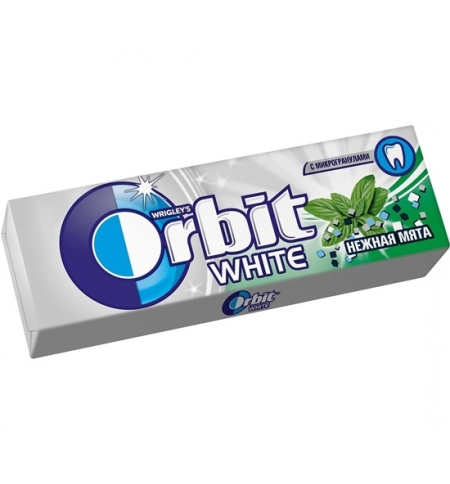 WRIGLEY'S
Orbit
WHITE
С МИКРОГРАНУЛАМИ
НЕЖНАЯ МЯТА
Orbit
WHITE